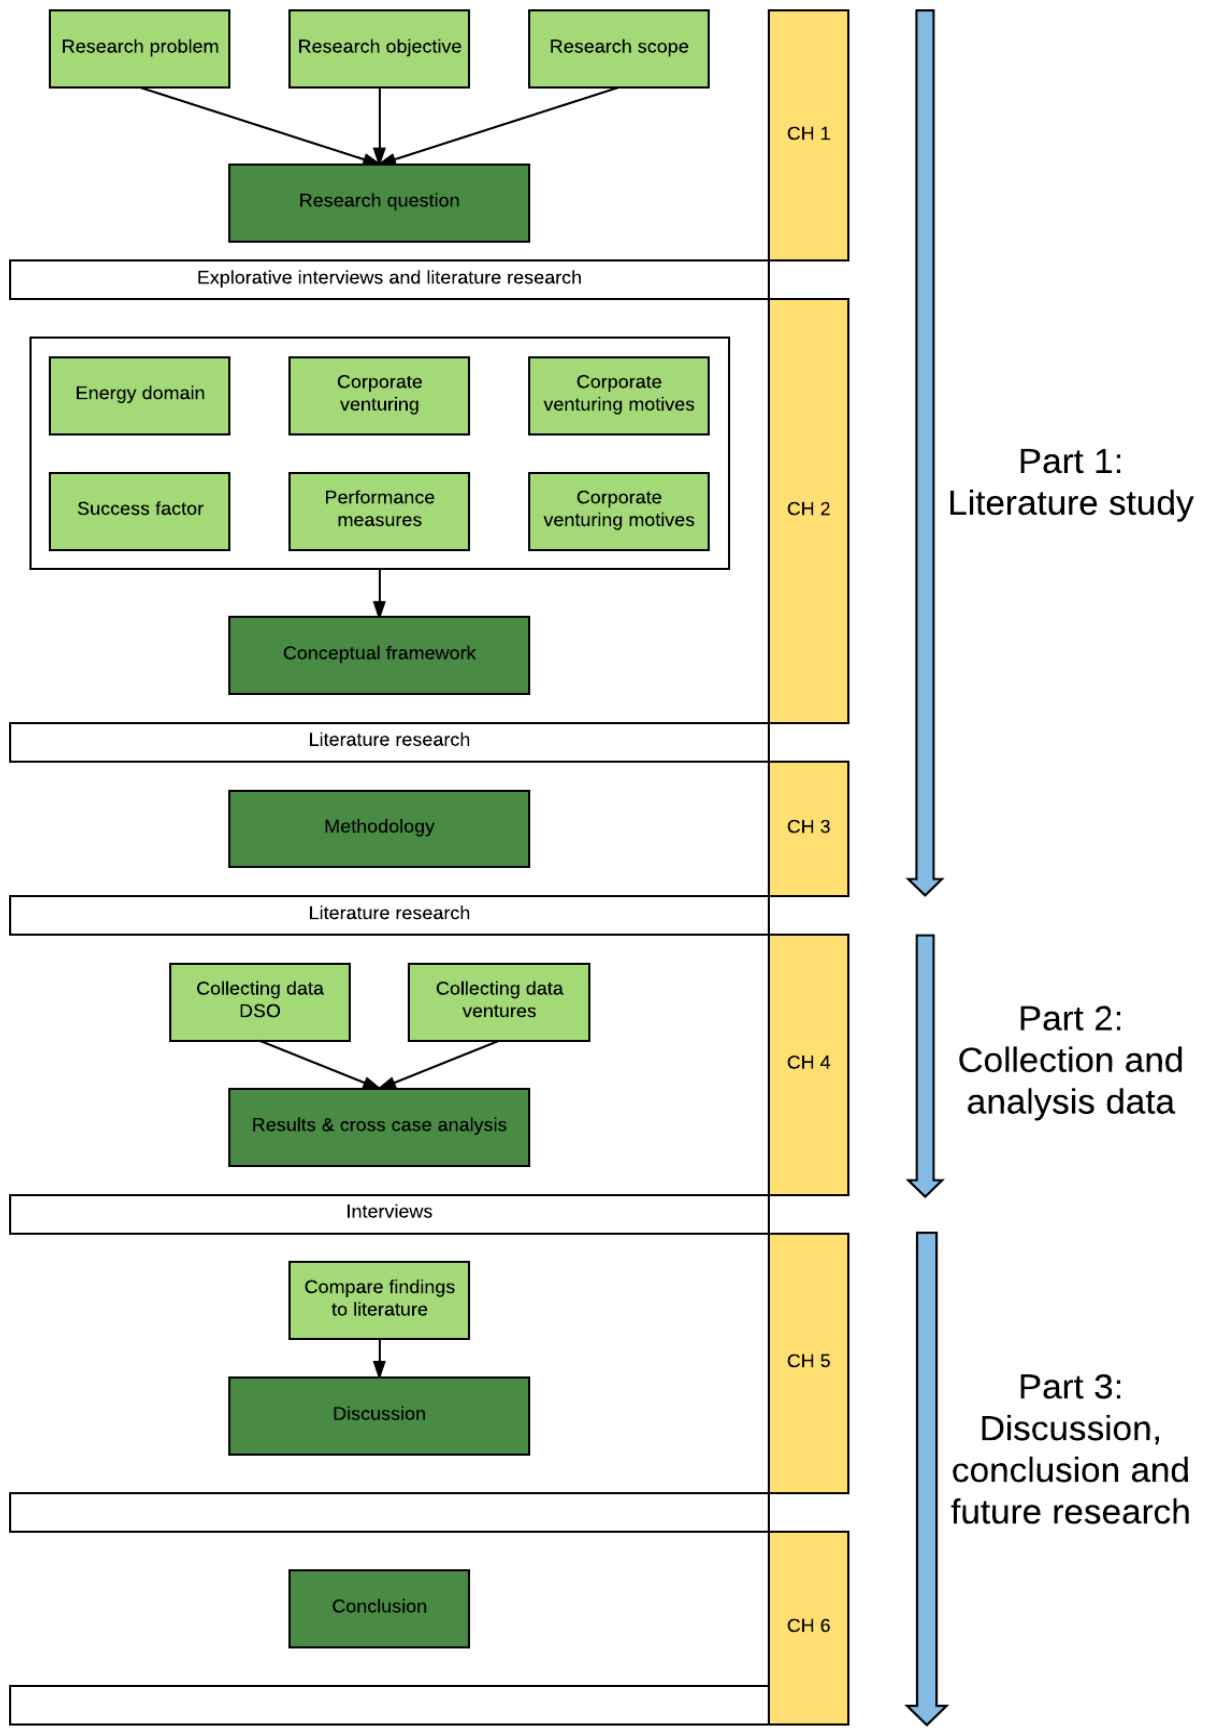 Research problem
Research objective
Research scope
CH 1
Research question
Explorative interviews and literature research
Energy domain
Corporate
venturing
Corporate
venturing motives
Success factor
Performance
measures
Corporate
venturing motives
CH 2
Conceptual framework
Part 1:
Literature study
Literature research
Methodology
CH 3
Literature research
Collecting data
DSO
Collecting data
ventures
CH 4
Results & cross case analysis
Part 2:
Collection and
analysis data
Interviews
Compare findings
to literature
CH 5
Discussion
Part 3:
Discussion,
conclusion and
future research
Conclusion
CH 6